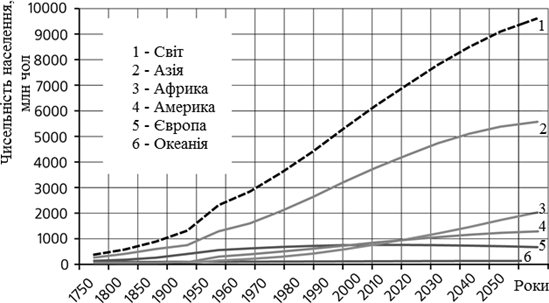 Чисельність населення,
млн чол
10000
9000
8000
7000
6000
5000
4000
3000
2000
1000
0
1 - Світ
2 - Азія
3 - Африка
4 - Америка
5 - Європа
6 - Океанія
1
2
3
4
5
6
1750 1800 1850 1900 1950 1960 1970 1980 1990 2000 2010 2020 2030 2040 2050 Роки